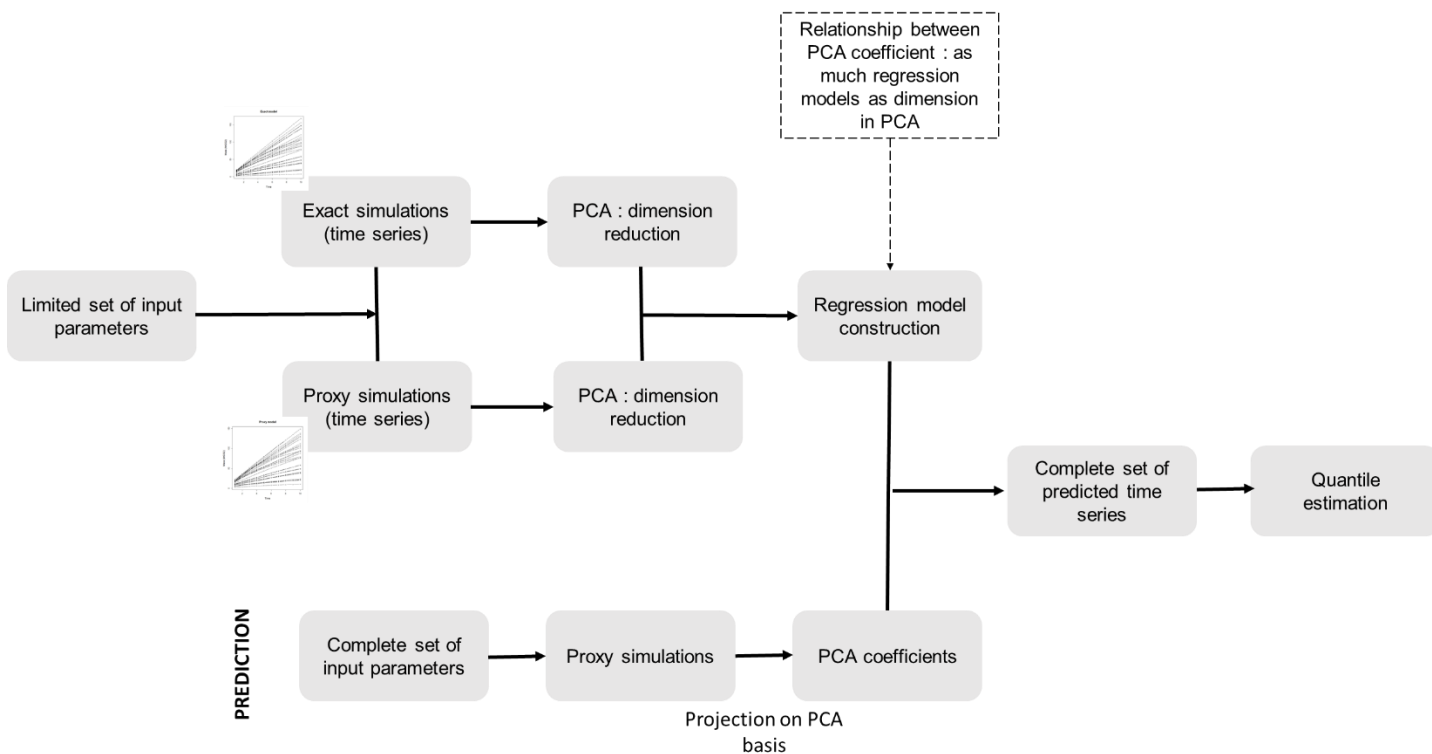 Relationship between
PCA coefficient : as
much regression
models as dimension
in PCA
Exact simulations
(time series)
PCA : dimension
reduction
Limited set of input
parameters
Regression model
construction
Proxy simulations
(time series)
PCA : dimension
reduction
Complete set of
predicted time
series
Quantile
estimation
PREDICTION
Complete set of
input parameters
Proxy simulations
PCA coefficients
Projection on PCA
basis